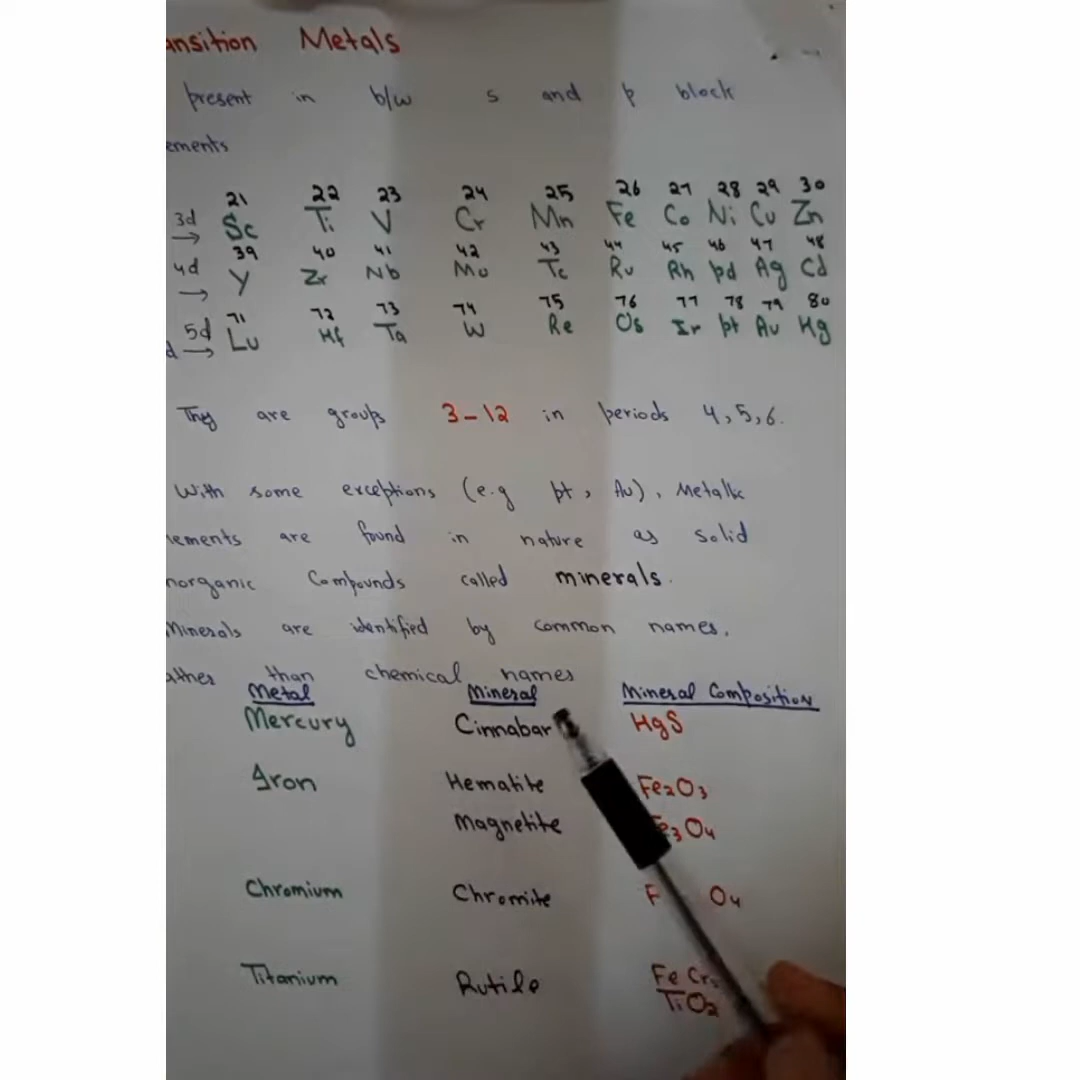 ansition Metals
present in b/w s and p block
ements
21 22 23 24 25 26 27 28 29 30
3d → Sc Ti V Cr Mn Fe Co Ni Cu Zn
39 40 41 42 43 44 45 46 47 48
4d → Y Zr Nb Mo Tc Ru Rh pd Ag Cd
71 72 73 74 75 76 77 78 79 80
5d
d → Lu Hf Ta W Re Os Ir pt Au Hg
They are groups 3-12 in periods 4,5,6.
With some exceptions (e.g pt, Au), Metallic
lements are found in nature as solid
norganic Compounds called minerals.
Minerals are identified by common names.
ather than chemical names
Metal Mineral Mineral Composition
Mercury Cinnabar HgS
Iron Hematite Fe2O3
Magnetite Fe3O4
Chromium Chromite F O4
Titanium Rutile Fe Cr2
TiO2